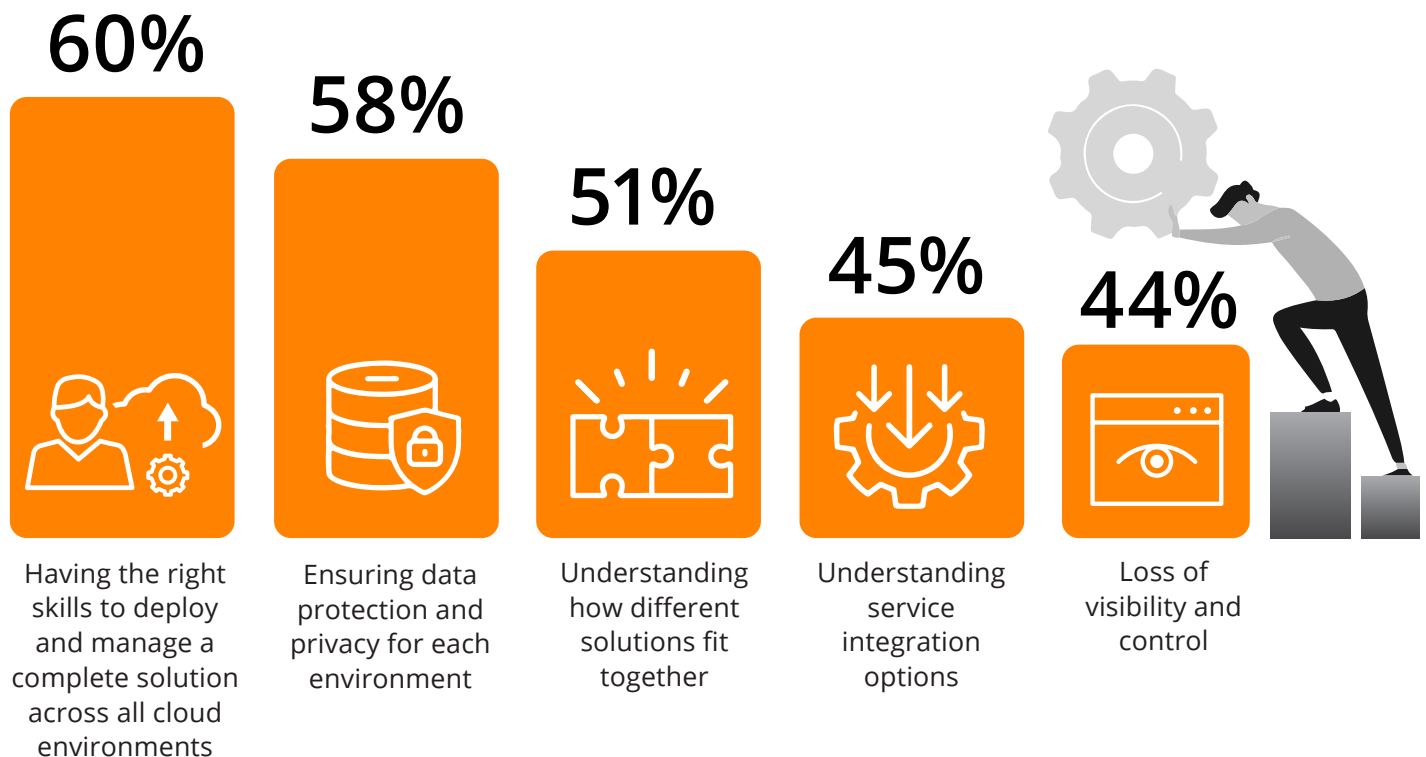 60%
Having the right
skills to deploy
and manage a
complete solution
across all cloud
environments
58%
Ensuring data
protection and
privacy for each
environment
51%
Understanding
how different
solutions fit
together
45%
Understanding
service
integration
options
44%
Loss of
visibility and
control